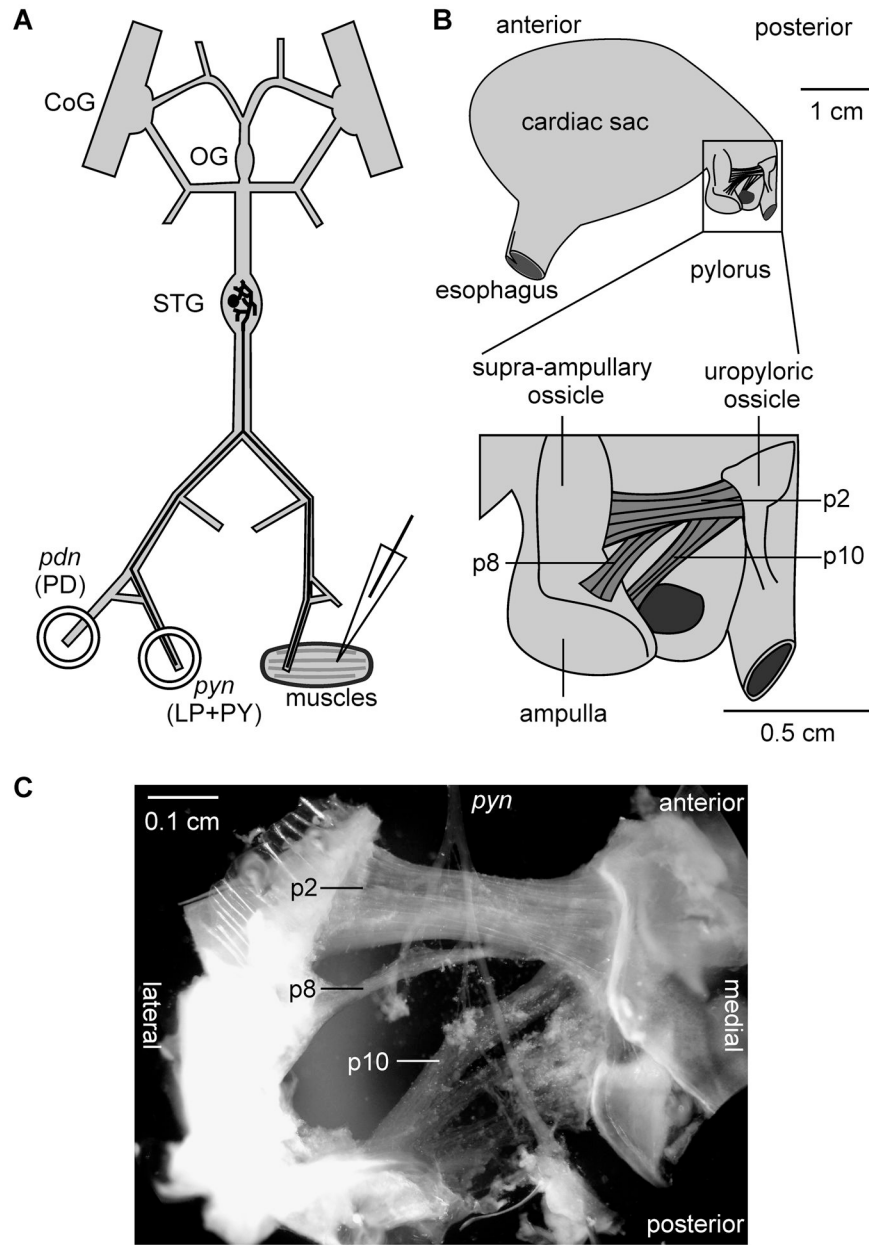 A
CoG
OG
STG
pdn
(PD)
pyn
(LP+PY)
muscles
B
anterior
posterior
cardiac sac
1 cm
esophagus
pylorus
supra-ampullary
ossicle
uropyloric
ossicle
p2
p8
p10
ampulla
0.5 cm
C
0.1 cm
pyn
anterior
p2
lateral
p8
medial
p10
posterior